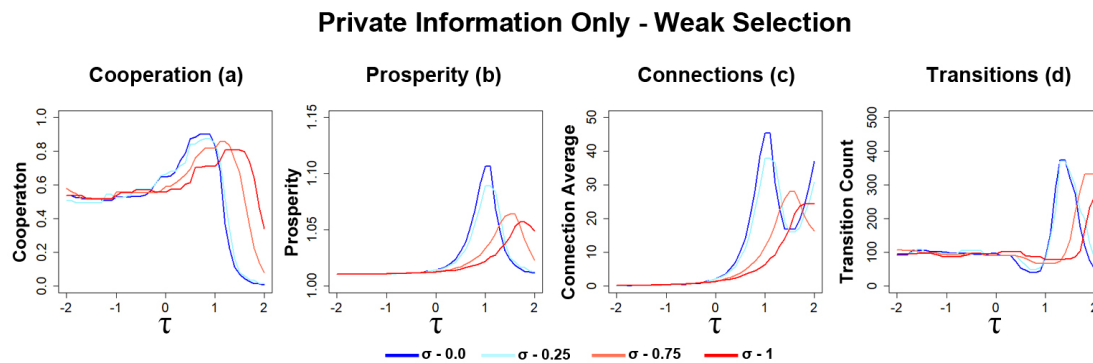 Private Information Only - Weak Selection
Cooperation (a)
Prosperity (b)
Connections (c)
Transitions (d)
Cooperaton
0.0 0.2 0.4 0.6 0.8 1.0
-2 -1 0 1 2
τ
Prosperity
1.00 1.05 1.10 1.15
-2 -1 0 1 2
τ
Connection Average
0 10 20 30 40 50
-2 -1 0 1 2
τ
Transition Count
0 100 200 300 400 500
-2 -1 0 1 2
τ
σ - 0.0 σ - 0.25 σ - 0.75 σ - 1